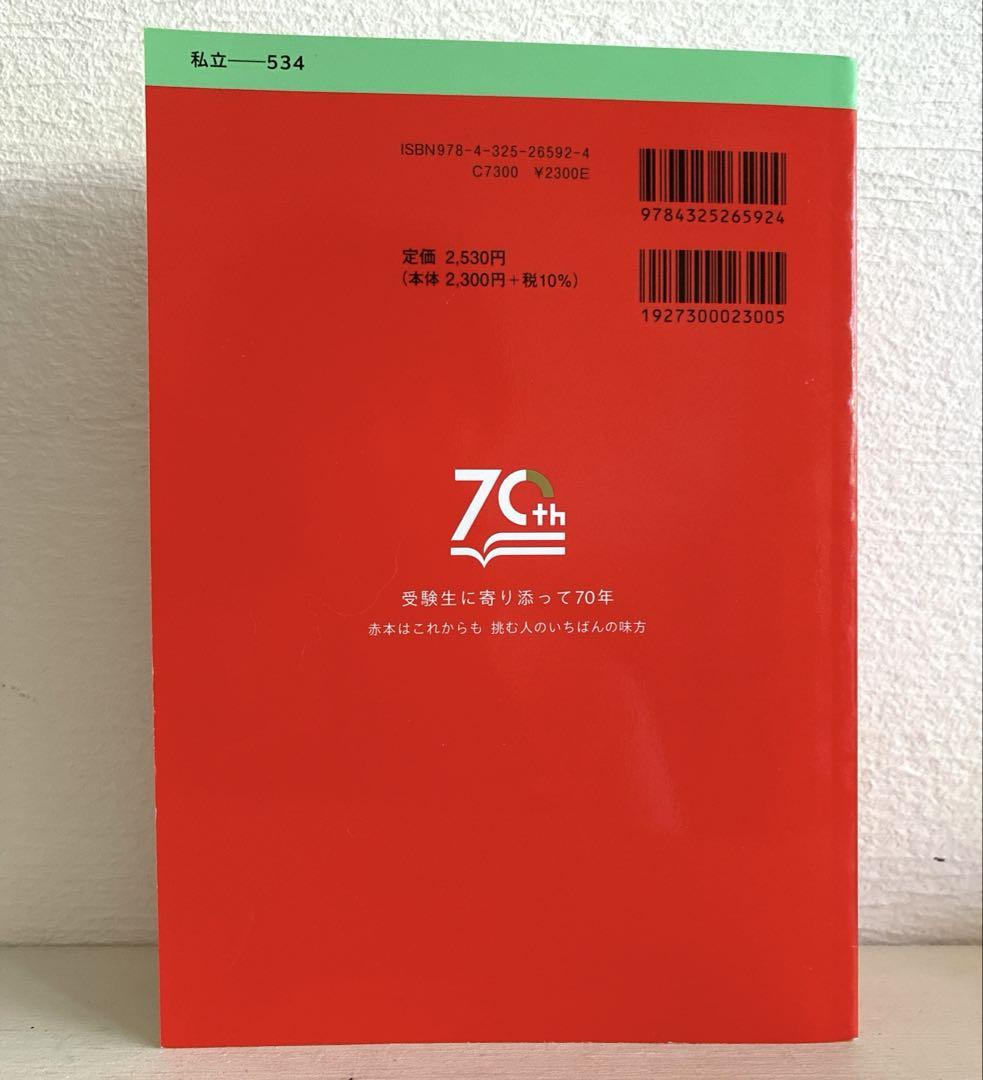 私立――534
ISBN978-4-325-26592-4
C7300 ¥2300E
9784325265924
定価 2,530円
(本体 2,300円+税10%)
1927300023005
70th
受験生に寄り添って70年
赤本はこれからも 挑む人のいちばんの味方